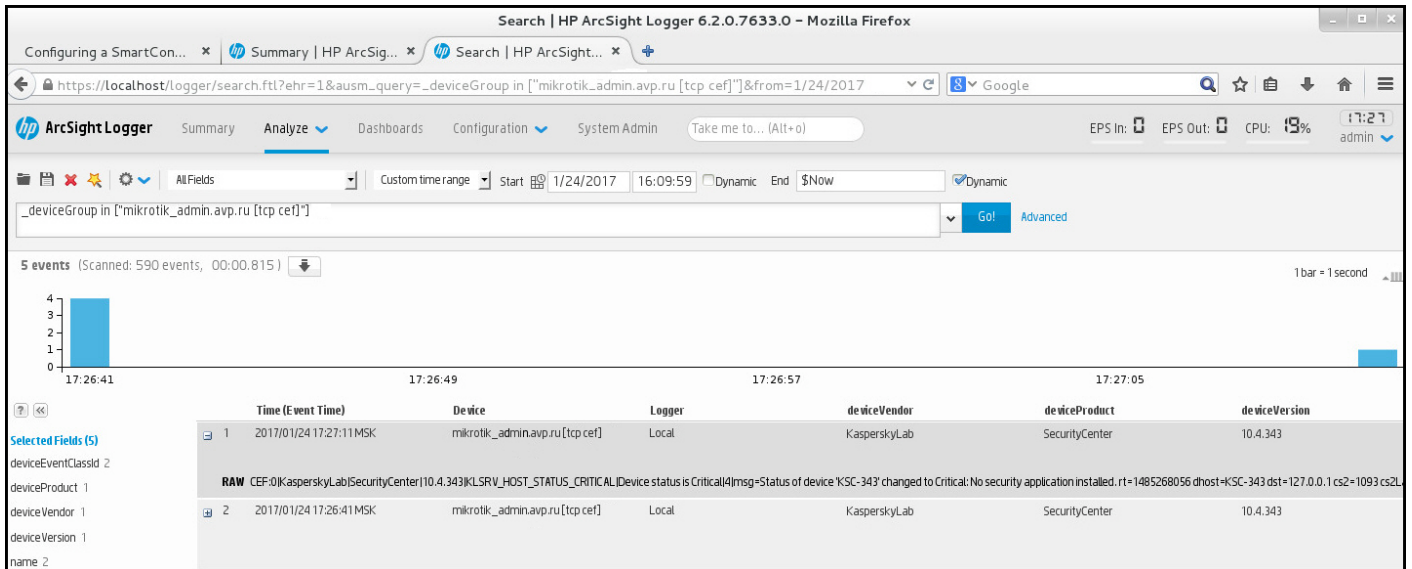 Search | HP ArcSight Logger 6.2.0.7633.0 - Mozilla Firefox
Configuring a SmartCon... × Summary | HP ArcSig... × Search | HP ArcSight... ×
https://localhost/logger/search.ftl?ehr=1&ausm_query=_deviceGroup in ["mikrotik_admin.avp.ru [tcp cef]"]&from=1/24/2017 Google
hp ArcSight Logger Summary Analyze Dashboards Configuration System Admin Take me to... (Alt+o) EPS In: 0 EPS Out: 0 CPU: 19% 17:27
admin
All Fields Custom time range Start 1/24/2017 16:09:59 Dynamic End $Now Dynamic
_deviceGroup in ["mikrotik_admin.avp.ru [tcp cef]"] Go! Advanced
5 events (Scanned: 590 events, 00:00.815) 1 bar = 1 second
4
3
2
1
0
17:26:41 17:26:49 17:26:57 17:27:05
? « Time (Event Time) Device Logger deviceVendor deviceProduct deviceVersion
Selected Fields (5) 1 2017/01/24 17:27:11 MSK mikrotik_admin.avp.ru [tcp cef] Local KasperskyLab SecurityCenter 10.4.343
deviceEventClassId 2
deviceProduct 1 RAW CEF:0|KasperskyLab|SecurityCenter|10.4.343|KLSRV_HOST_STATUS_CRITICAL|Device status is Critical|4|msg=Status of device 'KSC-343' changed to Critical: No security application installed. rt=1485268056 dhost=KSC-343 dst=127.0.0.1 cs2=1093 cs2L
deviceVendor 1 2 2017/01/24 17:26:41 MSK mikrotik_admin.avp.ru [tcp cef] Local KasperskyLab SecurityCenter 10.4.343
deviceVersion 1
name 2